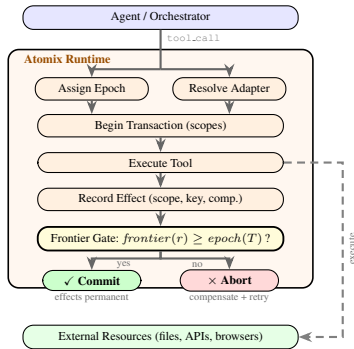 Agent / Orchestrator
tool_call
Atomix Runtime
Assign Epoch
Resolve Adapter
Begin Transaction (scopes)
Execute Tool
Record Effect (scope, key, comp.)
Frontier Gate: frontier(r) ≥ epoch(T) ?
yes
no
✓ Commit
× Abort
effects permanent
compensate + retry
execute
External Resources (files, APIs, browsers)